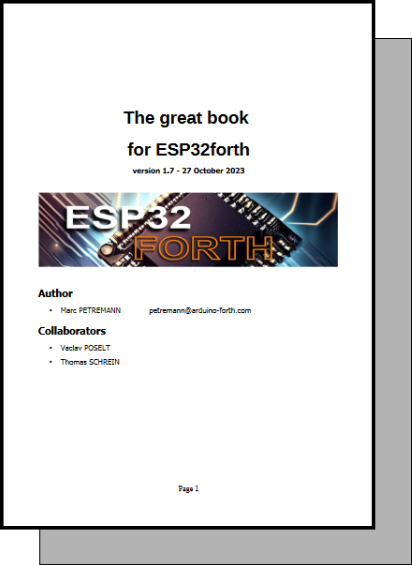 The great book
for ESP32forth
version 1.7 - 27 October 2023
ESP32
FORTH
Author
• Marc PETREMANN petremann@arduino-forth.com
Collaborators
• Vaclav POSELT
• Thomas SCHREIN
Page 1